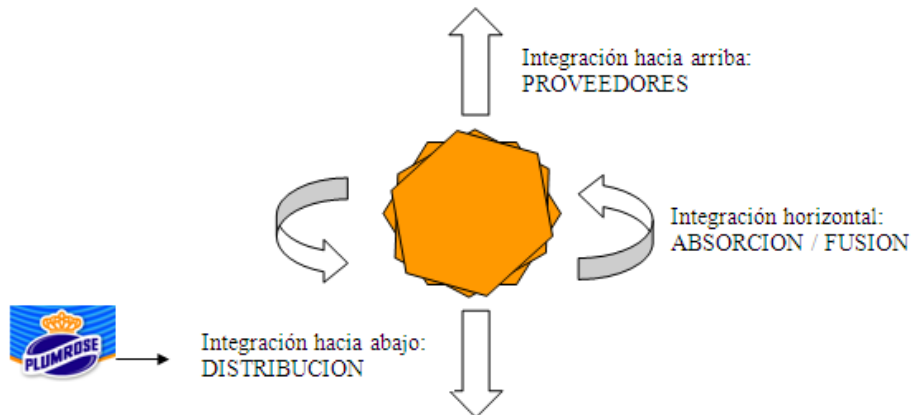 Integración hacia arriba:
PROVEEDORES
Integración horizontal:
ABSORCION / FUSION
PLUMROSE
Integración hacia abajo:
DISTRIBUCION